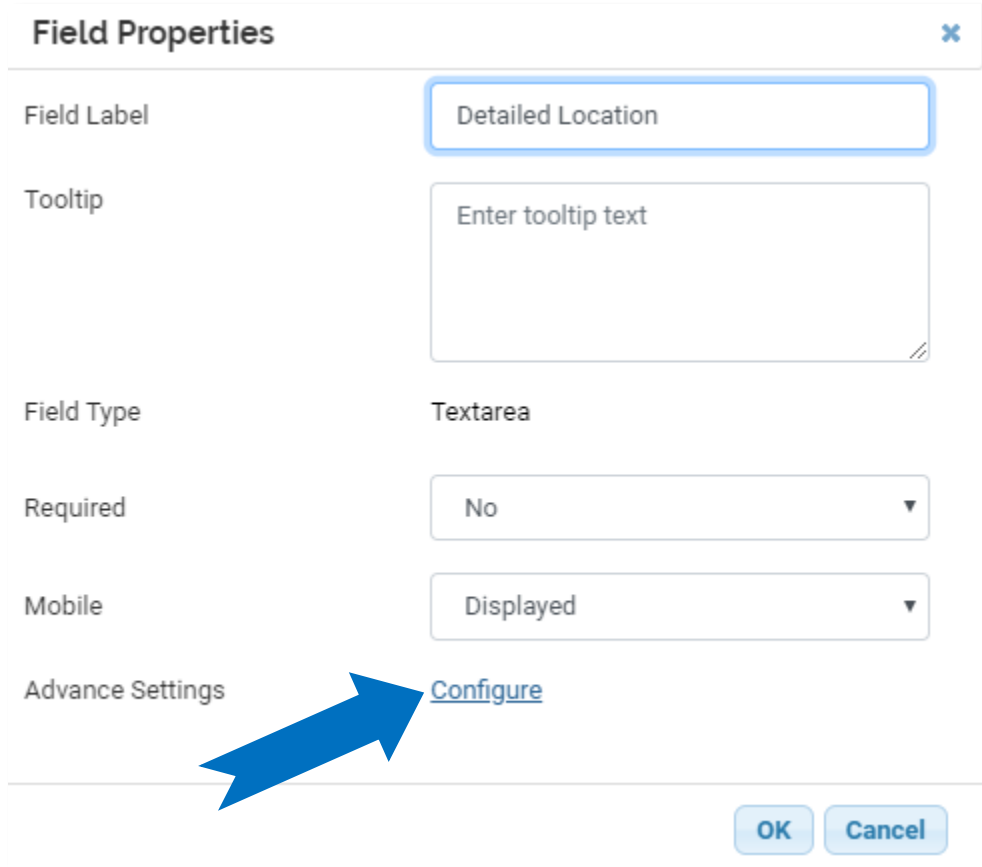 Field Properties
Field Label
Detailed Location
Tooltip
Enter tooltip text
Field Type
Textarea
Required
No
Mobile
Displayed
Advance Settings
Configure
OK
Cancel